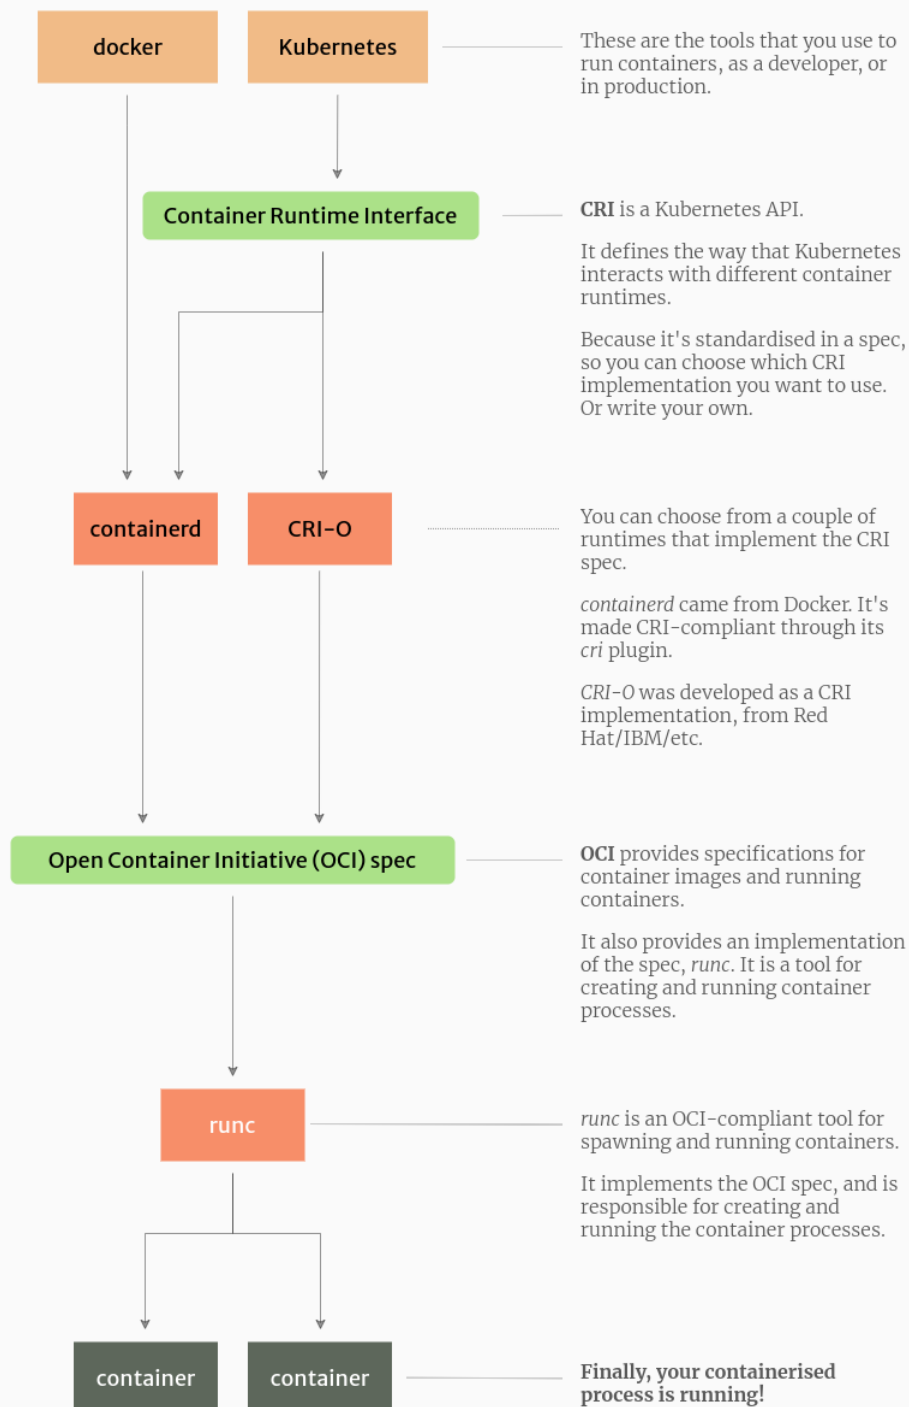 docker
Kubernetes
These are the tools that you use to
run containers, as a developer, or
in production.
Container Runtime Interface
CRI is a Kubernetes API.
It defines the way that Kubernetes
interacts with different container
runtimes.
Because it's standardised in a spec,
so you can choose which CRI
implementation you want to use.
Or write your own.
containerd
CRI-O
You can choose from a couple of
runtimes that implement the CRI
spec.
containerd came from Docker. It's
made CRI-compliant through its
cri plugin.
CRI-O was developed as a CRI
implementation, from Red
Hat/IBM/etc.
Open Container Initiative (OCI) spec
OCI provides specifications for
container images and running
containers.
It also provides an implementation
of the spec, runc. It is a tool for
creating and running container
processes.
runc
runc is an OCI-compliant tool for
spawning and running containers.
It implements the OCI spec, and is
responsible for creating and
running the container processes.
container
container
Finally, your containerised
process is running!